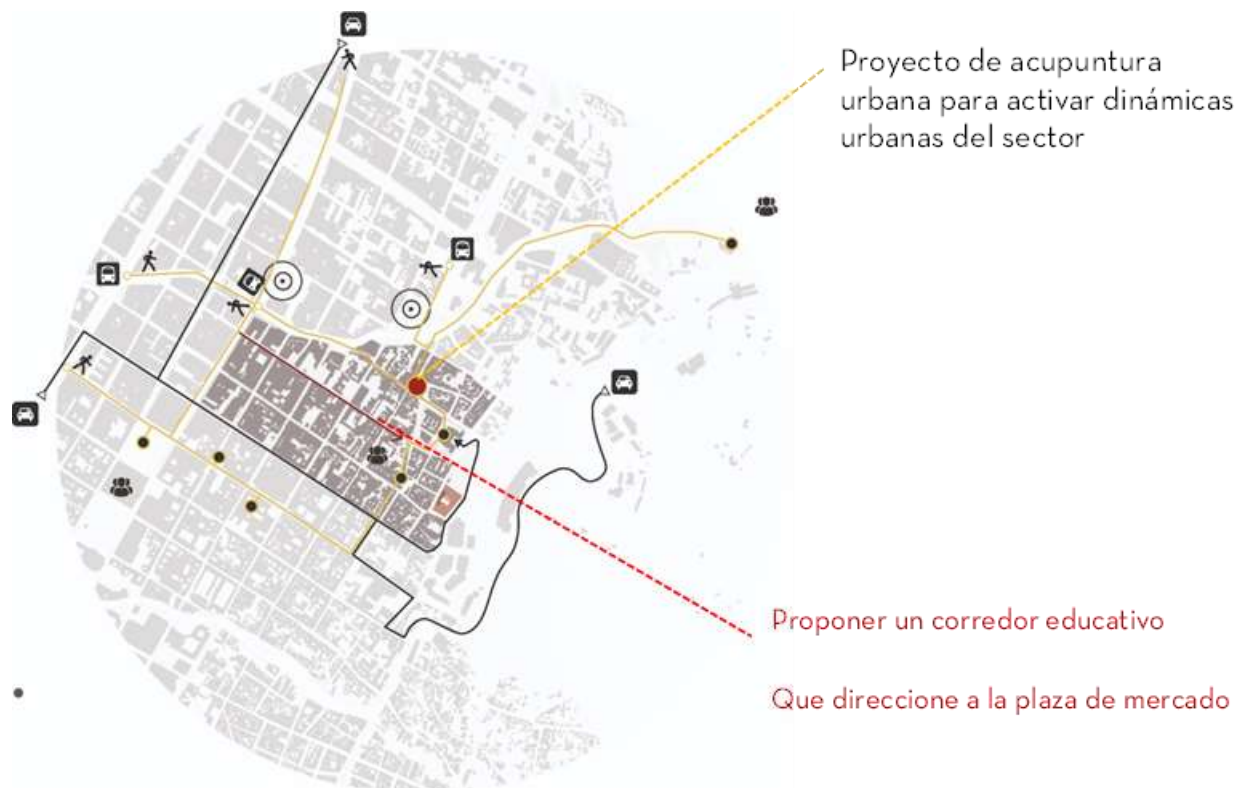 Proyecto de acupuntura
urbana para activar dinámicas
urbanas del sector
Proponer un corredor educativo
Que direccione a la plaza de mercado